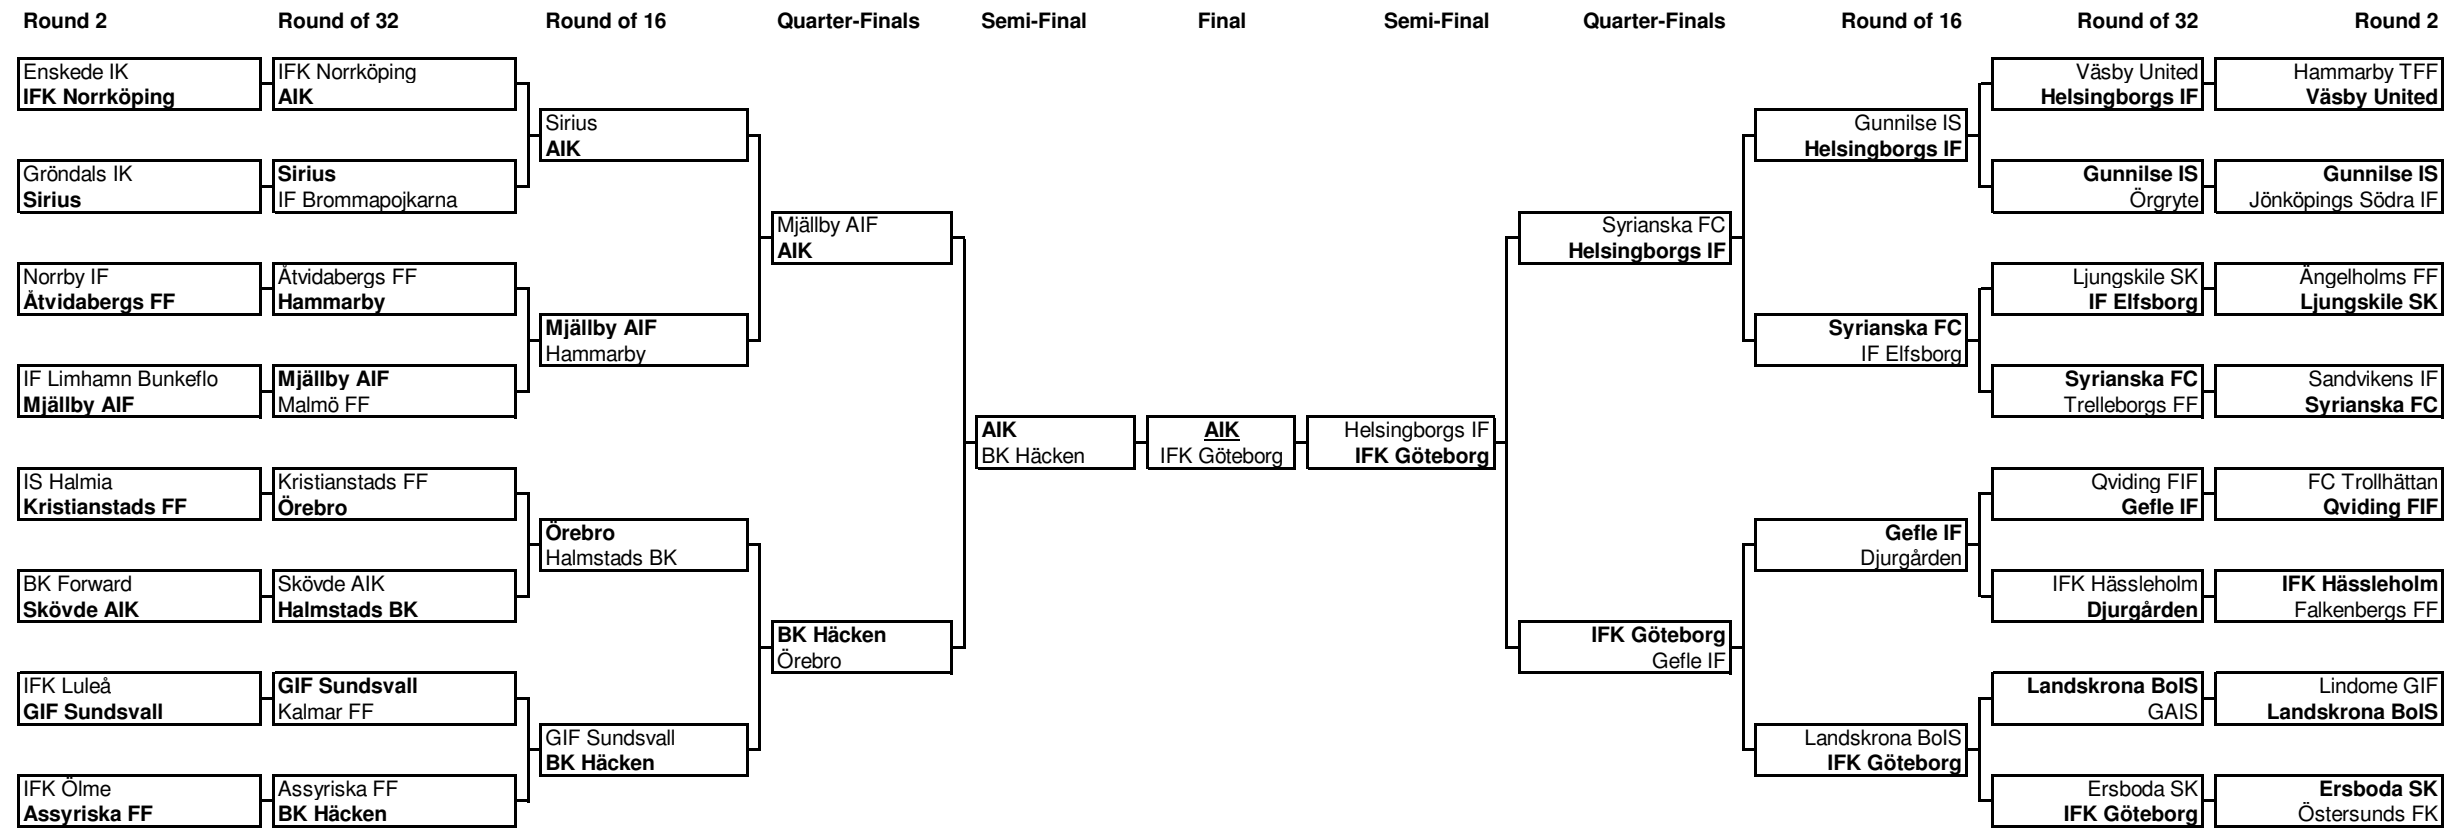 Round 2
Round of 32
Round of 16
Quarter-Finals
Semi-Final
Final
Semi-Final
Quarter-Finals
Round of 16
Round of 32
Round 2
Enskede IK
IFK Norrköping
Gröndals IK
Sirius
Norrby IF
Åtvidabergs FF
IF Limhamn Bunkeflo
Mjällby AIF
IS Halmia
Kristianstads FF
BK Forward
Skövde AIK
IFK Luleå
GIF Sundsvall
IFK Ölme
Assyriska FF
IFK Norrköping
AIK
Sirius
IF Brommapojkarna
Åtvidabergs FF
Hammarby
Mjällby AIF
Malmö FF
Kristianstads FF
Örebro
Skövde AIK
Halmstads BK
GIF Sundsvall
Kalmar FF
Assyriska FF
BK Häcken
Sirius
AIK
Mjällby AIF
Hammarby
Örebro
Halmstads BK
GIF Sundsvall
BK Häcken
Mjällby AIF
AIK
BK Häcken
Örebro
AIK
BK Häcken
AIK
IFK Göteborg
Helsingborgs IF
IFK Göteborg
Syrianska FC
Helsingborgs IF
IFK Göteborg
Gefle IF
Gunnilse IS
Helsingborgs IF
Syrianska FC
IF Elfsborg
Gefle IF
Djurgården
Landskrona BoIS
IFK Göteborg
Väsby United
Helsingborgs IF
Gunnilse IS
Örgryte
Ljungskile SK
IF Elfsborg
Syrianska FC
Trelleborgs FF
Qviding FIF
Gefle IF
IFK Hässleholm
Djurgården
Landskrona BoIS
GAIS
Ersboda SK
IFK Göteborg
Hammarby TFF
Väsby United
Gunnilse IS
Jönköpings Södra IF
Ängelholms FF
Ljungskile SK
Sandvikens IF
Syrianska FC
FC Trollhättan
Qviding FIF
IFK Hässleholm
Falkenbergs FF
Lindome GIF
Landskrona BoIS
Ersboda SK
Östersunds FK